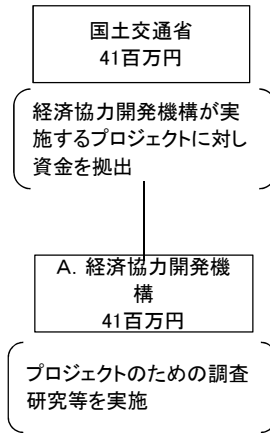 国土交通省
41百万円
経済協力開発機構が実
施するプロジェクトに対し
資金を拠出
A. 経済協力開発機
構
41百万円
プロジェクトのための調査
研究等を実施